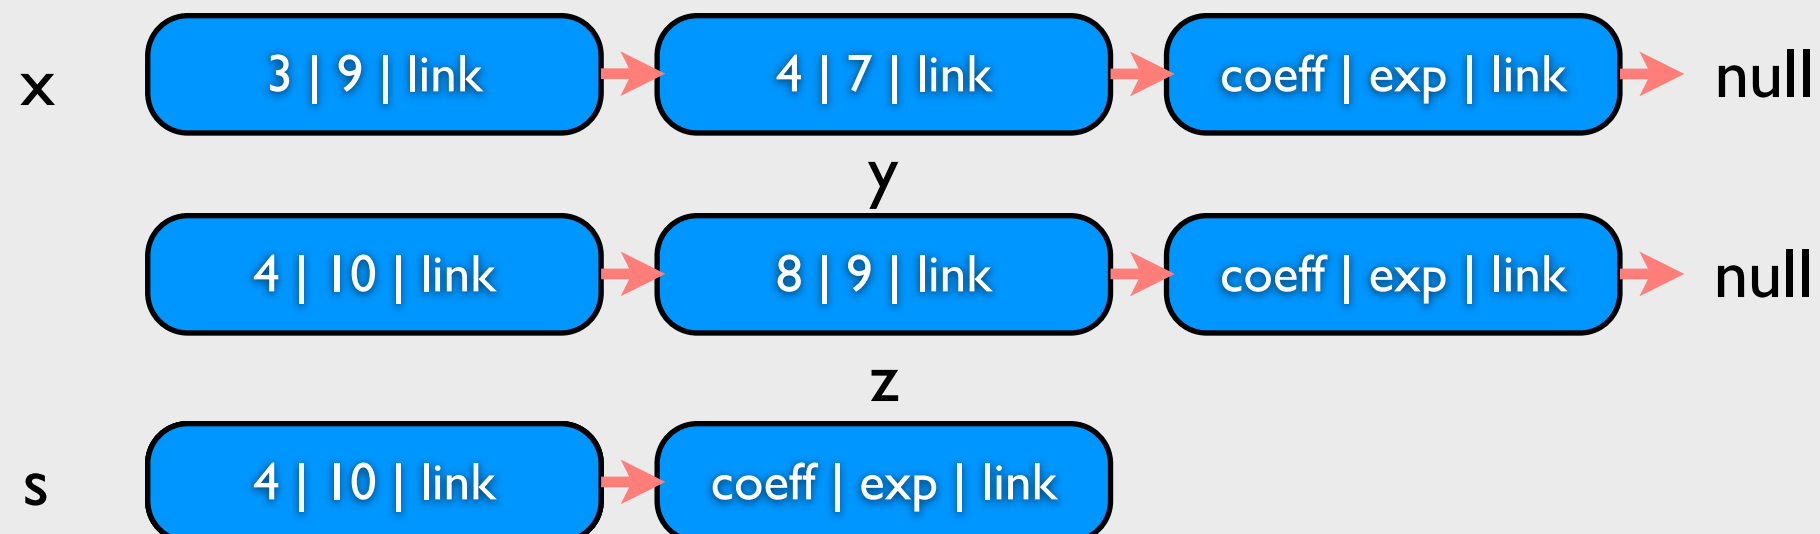 x 3 | 9 | link 4 | 7 | link coeff | exp | link null
y
4 | 10 | link 8 | 9 | link coeff | exp | link null
z
s 4 | 10 | link coeff | exp | link